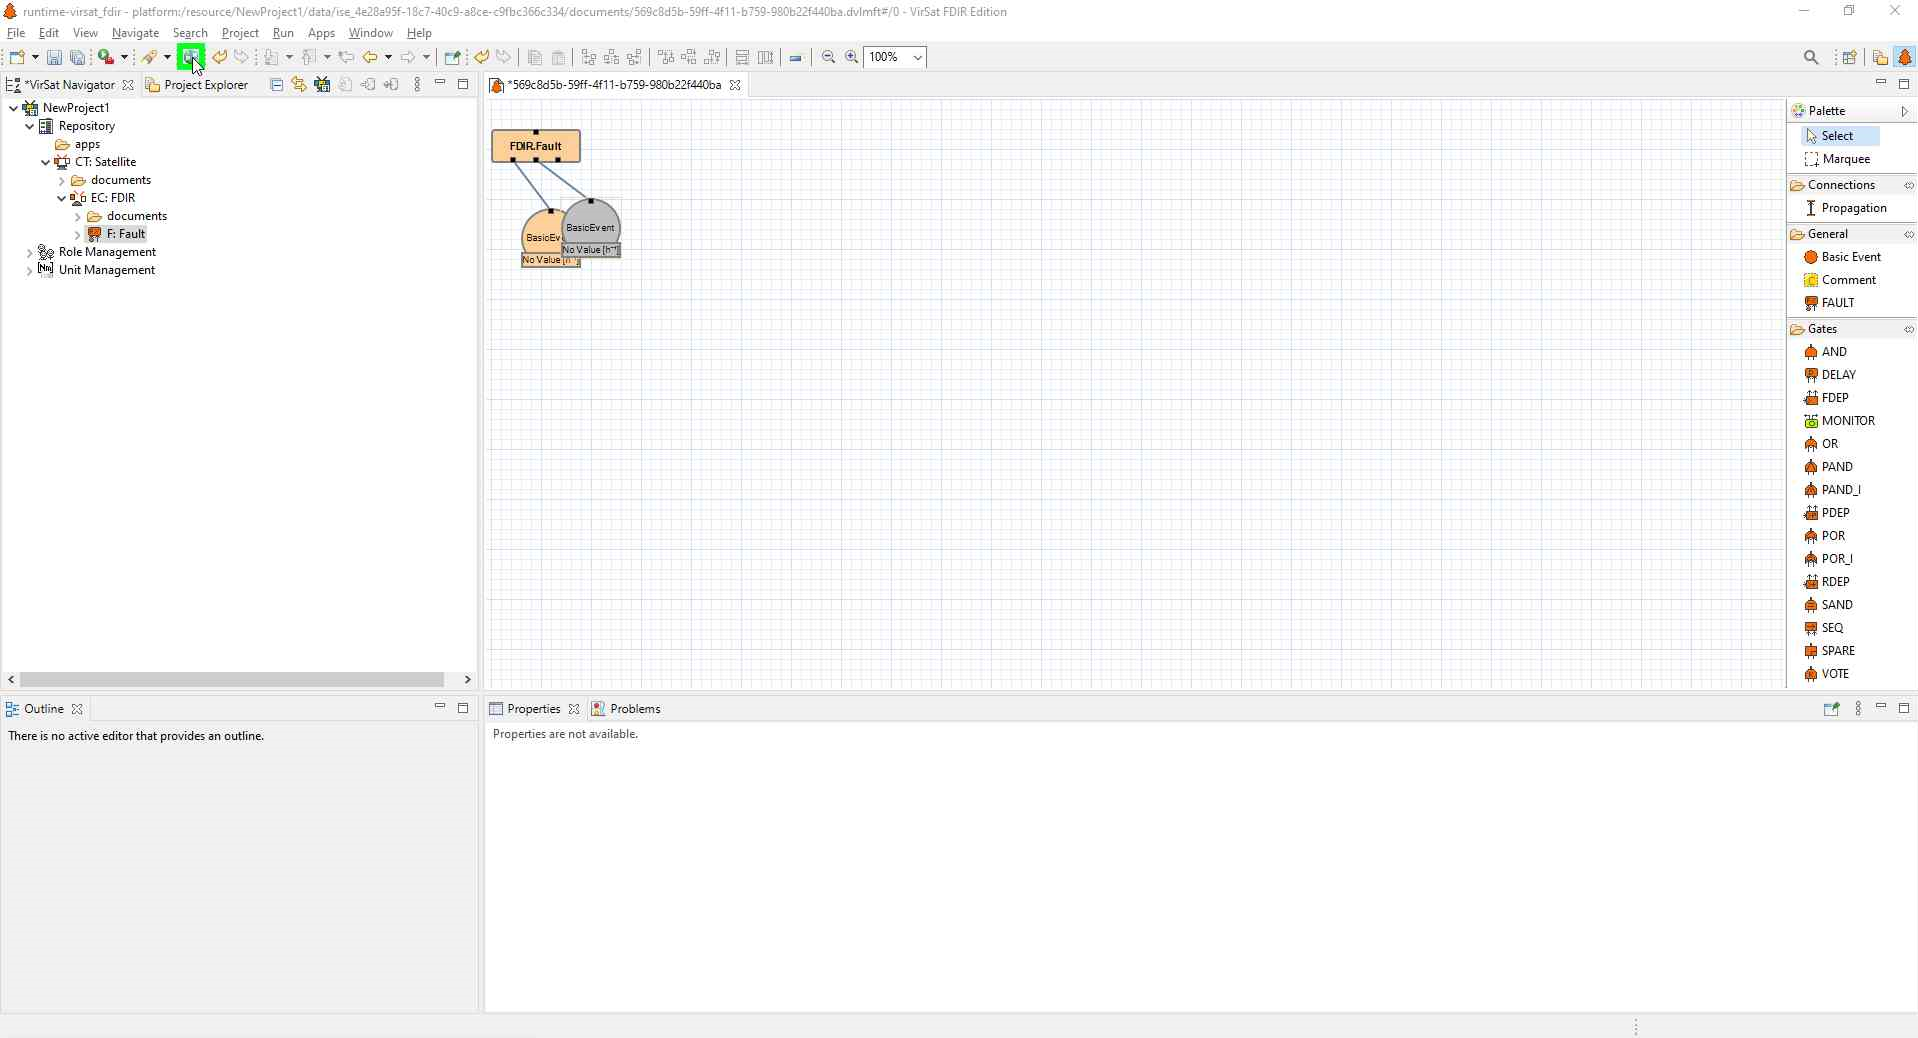 runtime-virsat_fdir - platform:/resource/NewProject1/data/ise_4e28a95f-18c7-40c9-a8ce-c9fbc366c334/documents/569c8d5b-59ff-4f11-b759-980b22f440ba.dvlmft#/0 - VirSat FDIR Edition
File Edit View Navigate Search Project Run Apps Window Help
100%
*VirSat Navigator Project Explorer
*569c8d5b-59ff-4f11-b759-980b22f440ba
NewProject1
Repository
apps
CT: Satellite
documents
EC: FDIR
documents
F: Fault
Role Management
Unit Management
FDIR.Fault
BasicEvent
No Value [h⁻¹]
No Value
Palette
Select
Marquee
Connections
Propagation
General
Basic Event
Comment
FAULT
Gates
AND
DELAY
FDEP
MONITOR
OR
PAND
PAND_I
PDEP
POR
POR_I
RDEP
SAND
SEQ
SPARE
VOTE
Outline
There is no active editor that provides an outline.
Properties Problems
Properties are not available.